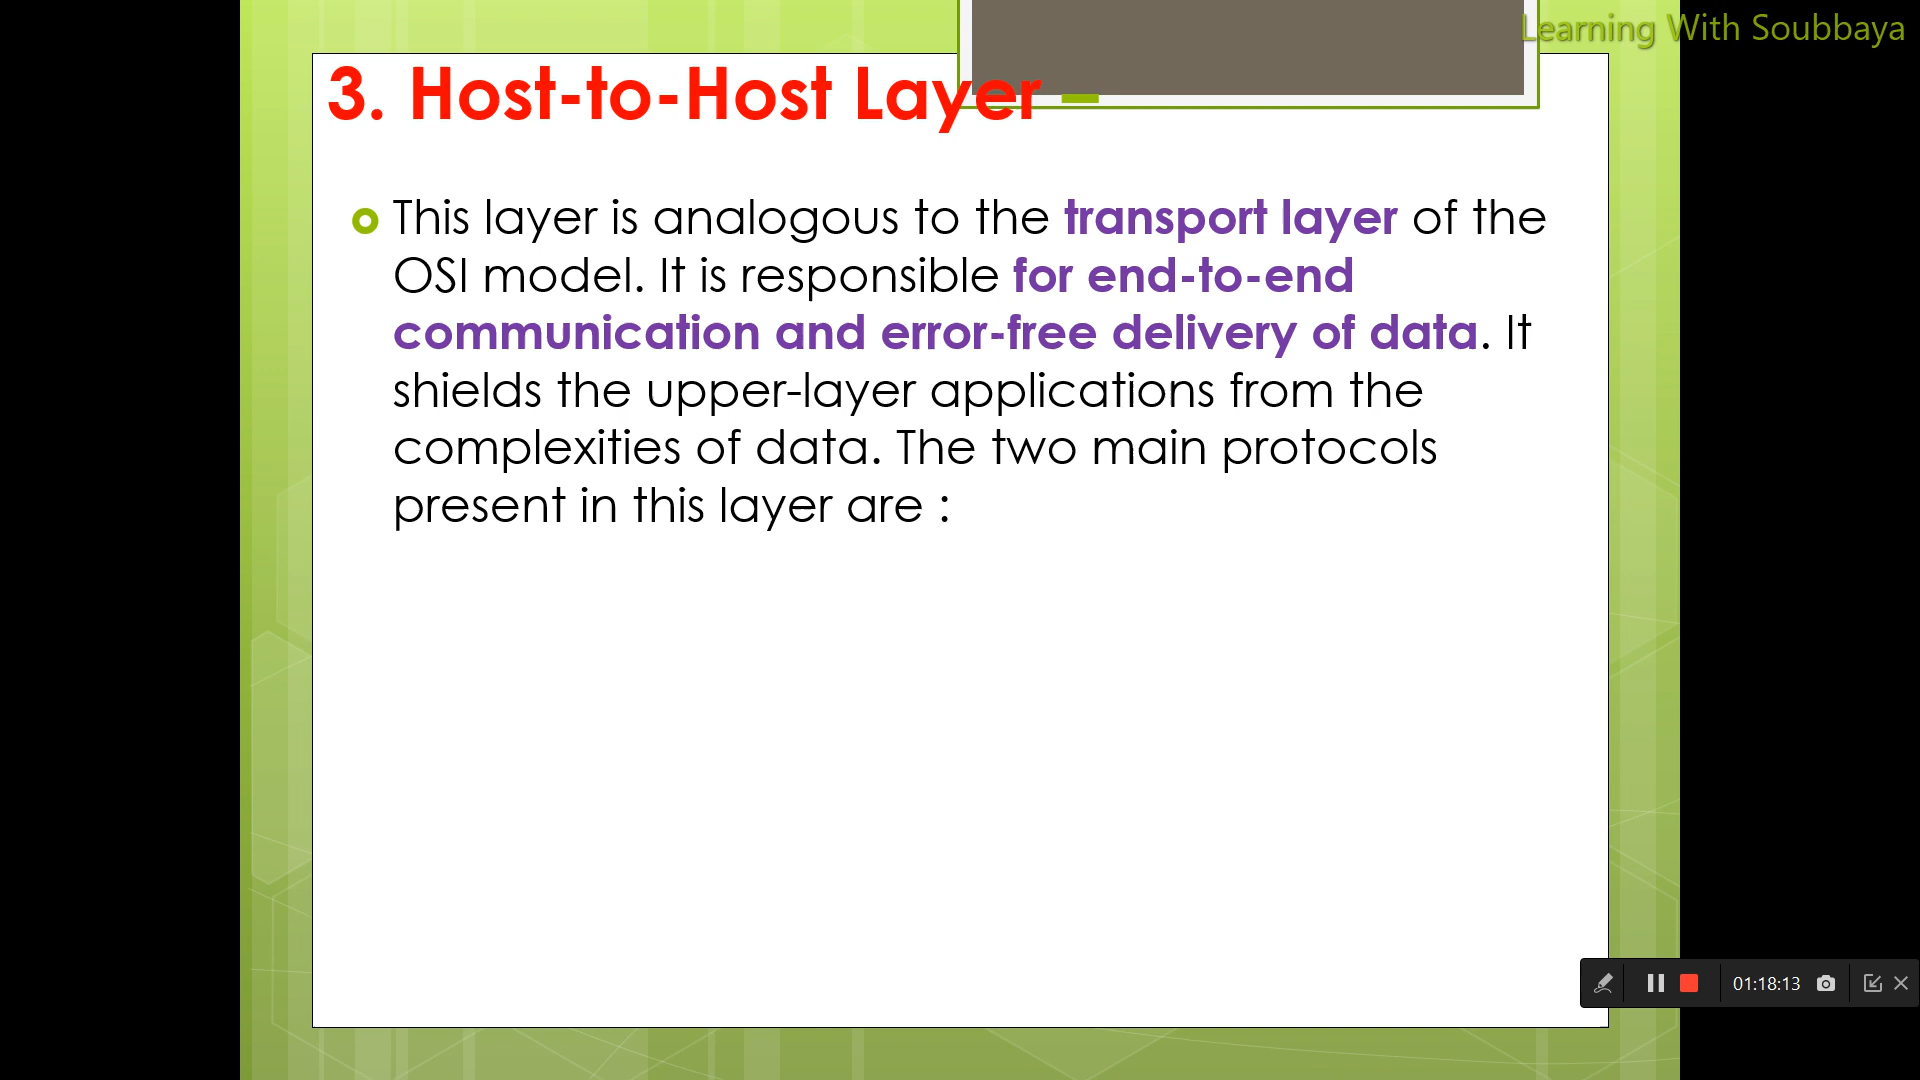 Learning With Soubbaya
3. Host-to-Host Layer
This layer is analogous to the transport layer of the
OSI model. It is responsible for end-to-end
communication and error-free delivery of data. It
shields the upper-layer applications from the
complexities of data. The two main protocols
present in this layer are :
01:18:13